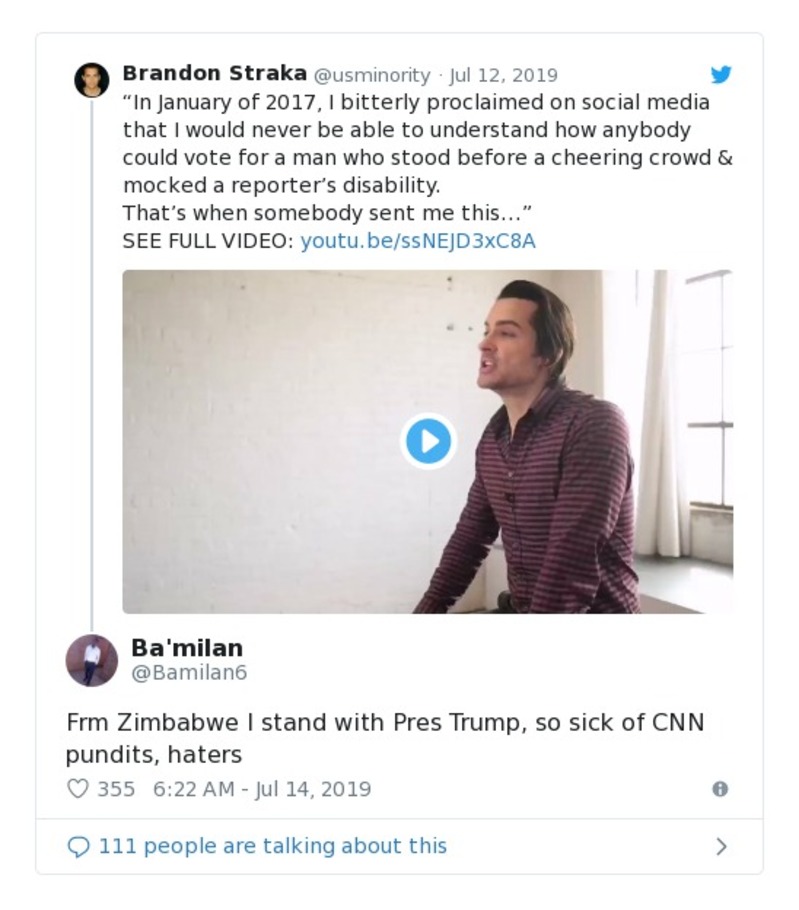 Brandon Straka @usminority · Jul 12, 2019
“In January of 2017, I bitterly proclaimed on social media
that I would never be able to understand how anybody
could vote for a man who stood before a cheering crowd &
mocked a reporter’s disability.
That’s when somebody sent me this…”
SEE FULL VIDEO: youtu.be/ssNEJD3xC8A
Ba'milan
@Bamilan6
Frm Zimbabwe I stand with Pres Trump, so sick of CNN
pundits, haters
355 6:22 AM - Jul 14, 2019
111 people are talking about this